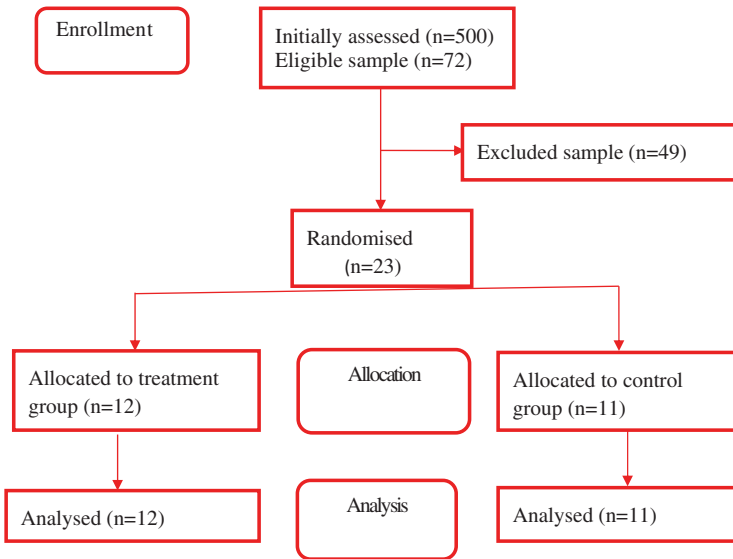 Enrollment
Initially assessed (n=500)
Eligible sample (n=72)
Excluded sample (n=49)
Randomised
(n=23)
Allocated to treatment
group (n=12)
Allocation
Allocated to control
group (n=11)
Analysed (n=12)
Analysis
Analysed (n=11)